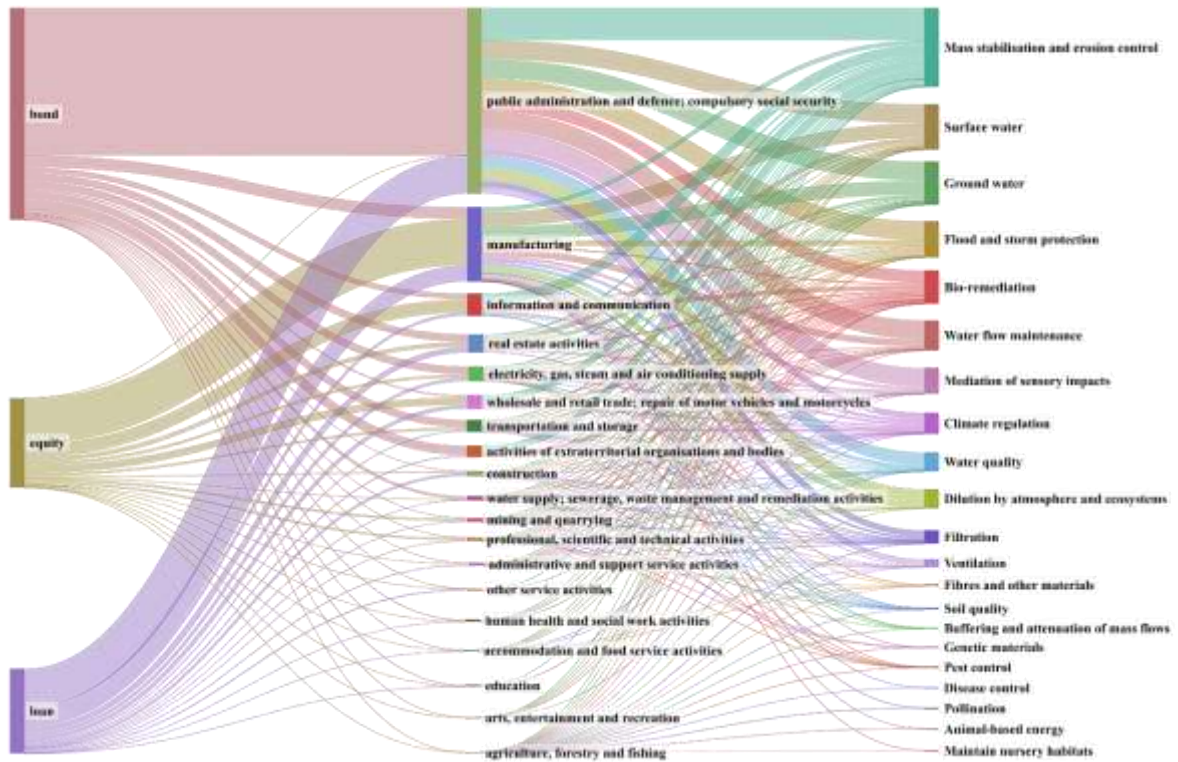 bond
equity
loan
public administration and defence; compulsory social security
manufacturing
information and communication
real estate activities
electricity, gas, steam and air conditioning supply
wholesale and retail trade; repair of motor vehicles and motorcycles
transportation and storage
activities of extraterritorial organisations and bodies
construction
water supply; sewerage, waste management and remediation activities
mining and quarrying
professional, scientific and technical activities
administrative and support service activities
other service activities
human health and social work activities
accommodation and food service activities
education
arts, entertainment and recreation
agriculture, forestry and fishing
Mass stabilisation and erosion control
Surface water
Ground water
Flood and storm protection
Bio-remediation
Water flow maintenance
Mediation of sensory impacts
Climate regulation
Water quality
Dilution by atmosphere and ecosystems
Filtration
Ventilation
Fibres and other materials
Soil quality
Buffering and attenuation of mass flows
Genetic materials
Pest control
Disease control
Pollination
Animal-based energy
Maintain nursery habitats